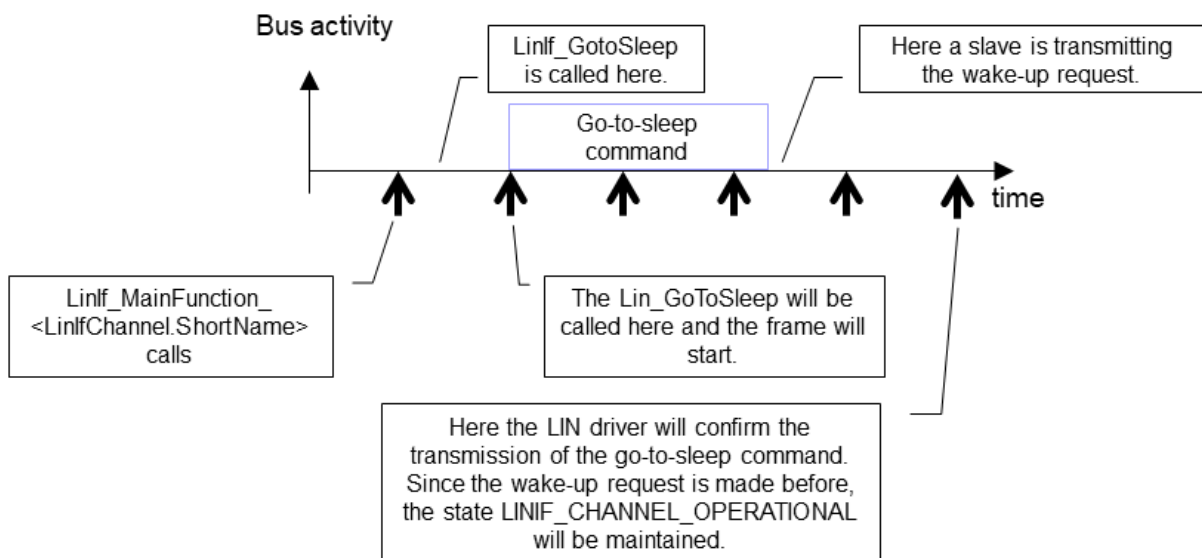 Bus activity
LinIf_GotoSleep
is called here.
Here a slave is transmitting
the wake-up request.
Go-to-sleep
command
time
LinIf_MainFunction_
<LinIfChannel.ShortName>
calls
The Lin_GoToSleep will be
called here and the frame will
start.
Here the LIN driver will confirm the
transmission of the go-to-sleep command.
Since the wake-up request is made before,
the state LINIF_CHANNEL_OPERATIONAL
will be maintained.